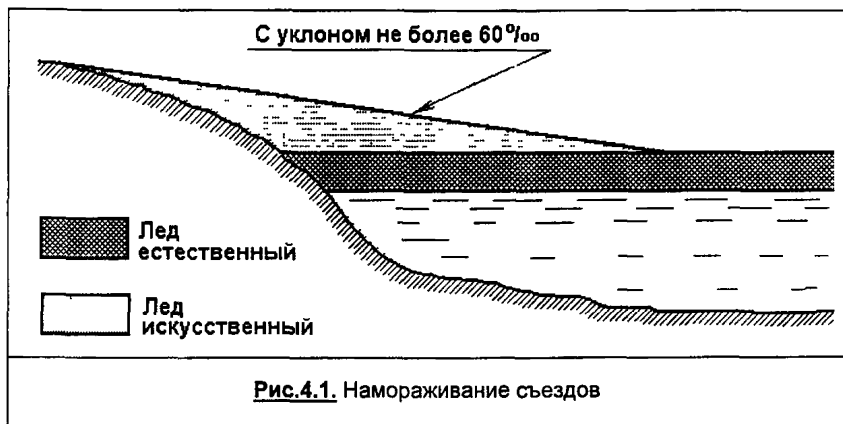 С уклоном не более 60‰
Лед
естественный
Лед
искусственный
Рис.4.1. Намораживание съездов